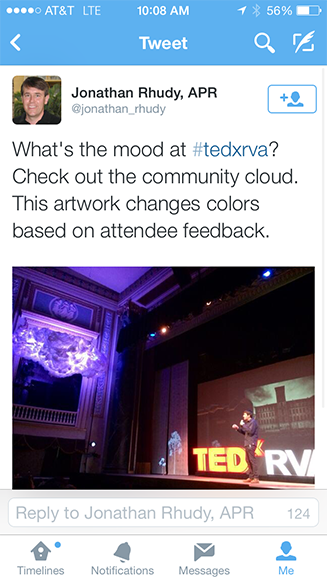 AT&T LTE 10:08 AM 56%
Tweet
Jonathan Rhudy, APR
@jonathan_rhudy
What's the mood at #tedxrva?
Check out the community cloud.
This artwork changes colors
based on attendee feedback.
TEDxRVA
Reply to Jonathan Rhudy, APR 124
Timelines Notifications Messages Me